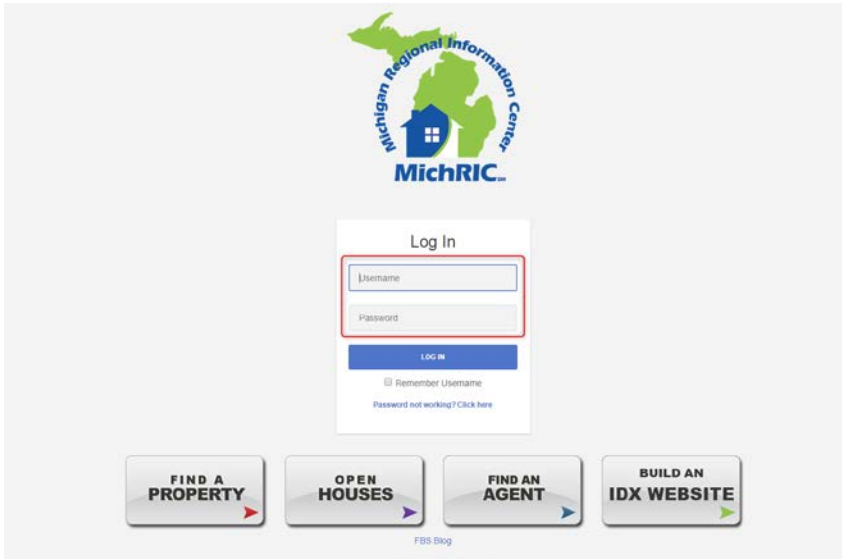 Michigan Regional Information Center
MichRIC SM
Log In
Username
Password
LOG IN
Remember Username
Password not working? Click here
FIND A
PROPERTY
OPEN
HOUSES
FIND AN
AGENT
BUILD AN
IDX WEBSITE
FBS Blog